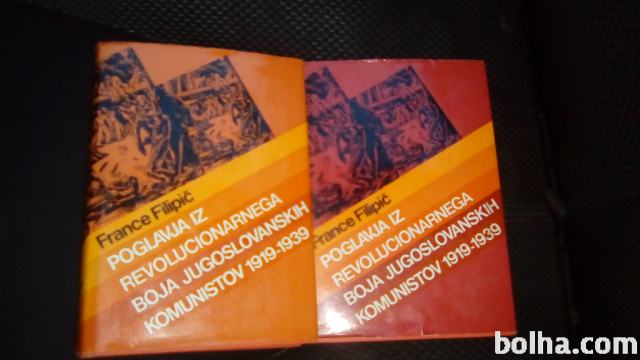 France Filipič
POGLAVJA IZ
REVOLUCIONARNEGA
BOJA JUGOSLOVANSKIH
KOMUNISTOV 1919-1939
France Filipič
POGLAVJA IZ
REVOLUCIONARNEGA
BOJA JUGOSLOVANSKIH
KOMUNISTOV 1919-1939
bolha.com